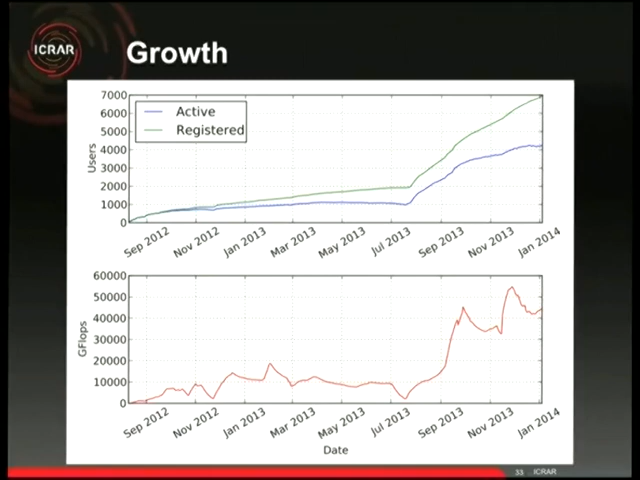 ICRAR
Growth
7000
6000
5000
4000
3000
2000
1000
0
Users
Active
Registered
Sep 2012
Nov 2012
Jan 2013
Mar 2013
May 2013
Jul 2013
Sep 2013
Nov 2013
Jan 2014
60000
50000
40000
30000
20000
10000
0
GFlops
Sep 2012
Nov 2012
Jan 2013
Mar 2013
May 2013
Jul 2013
Sep 2013
Nov 2013
Jan 2014
Date
33 .. ICRAR